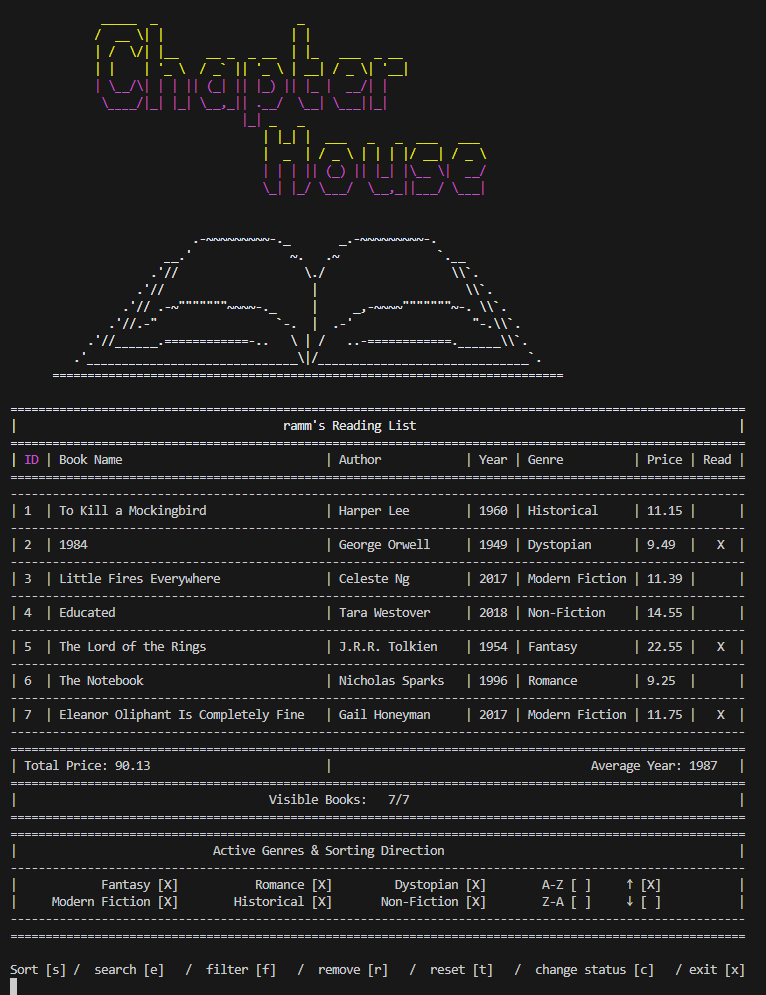 Chapter
House
ramm's Reading List
ID | Book Name | Author | Year | Genre | Price | Read
1 | To Kill a Mockingbird | Harper Lee | 1960 | Historical | 11.15 |
2 | 1984 | George Orwell | 1949 | Dystopian | 9.49 | X
3 | Little Fires Everywhere | Celeste Ng | 2017 | Modern Fiction | 11.39 |
4 | Educated | Tara Westover | 2018 | Non-Fiction | 14.55 |
5 | The Lord of the Rings | J.R.R. Tolkien | 1954 | Fantasy | 22.55 | X
6 | The Notebook | Nicholas Sparks | 1996 | Romance | 9.25 |
7 | Eleanor Oliphant Is Completely Fine | Gail Honeyman | 2017 | Modern Fiction | 11.75 | X
Total Price: 90.13 | Average Year: 1987
Visible Books: 7/7
Active Genres & Sorting Direction
Fantasy [X] Romance [X] Dystopian [X] A-Z [ ] ↑ [X]
Modern Fiction [X] Historical [X] Non-Fiction [X] Z-A [ ] ↓ [ ]
Sort [s] / search [e] / filter [f] / remove [r] / reset [t] / change status [c] / exit [x]